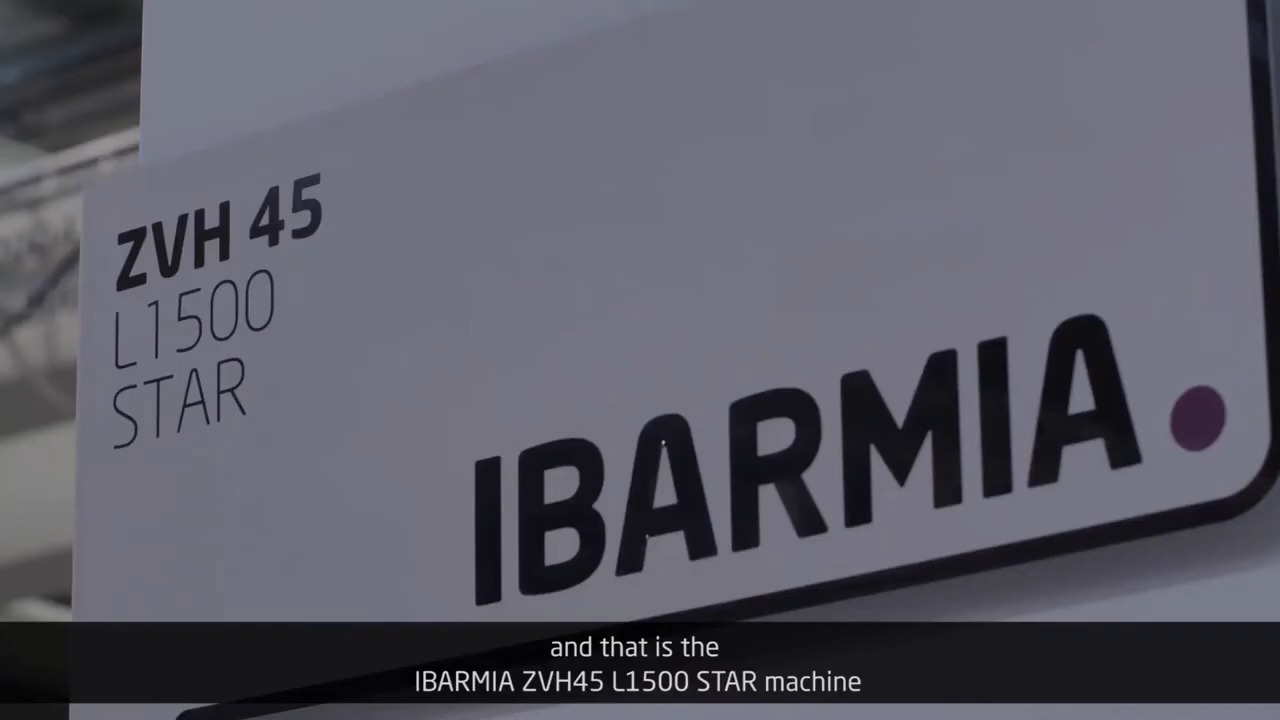 ZVH 45
L1500
STAR
IBARMIA.
and that is the
IBARMIA ZVH45 L1500 STAR machine